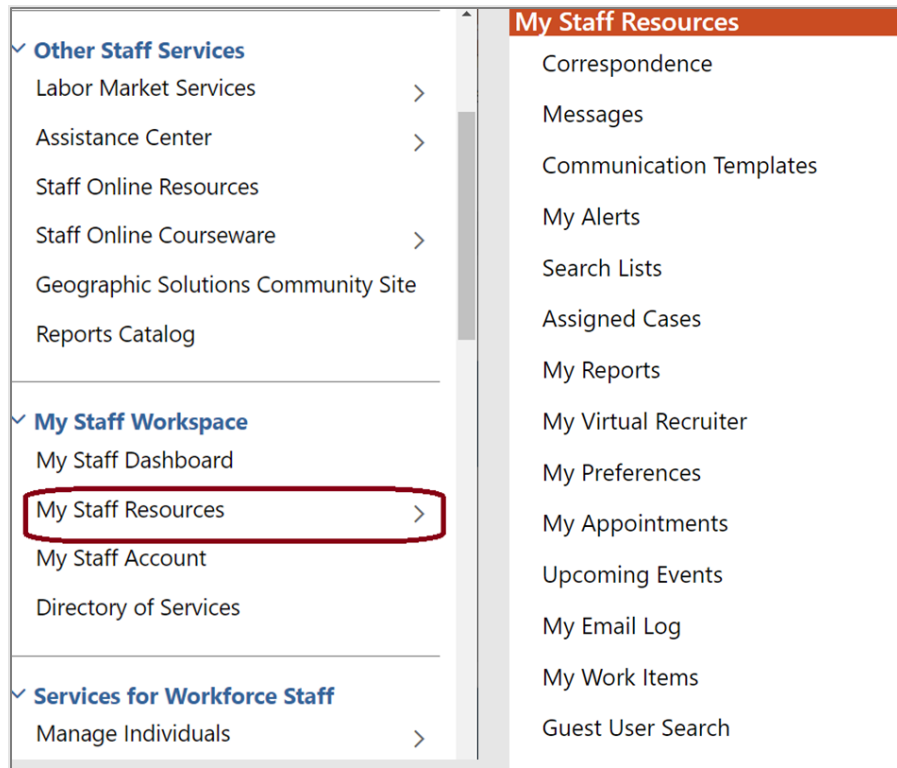 Other Staff Services
Labor Market Services
Assistance Center
Staff Online Resources
Staff Online Courseware
Geographic Solutions Community Site
Reports Catalog
My Staff Workspace
My Staff Dashboard
My Staff Resources
My Staff Account
Directory of Services
Services for Workforce Staff
Manage Individuals
My Staff Resources
Correspondence
Messages
Communication Templates
My Alerts
Search Lists
Assigned Cases
My Reports
My Virtual Recruiter
My Preferences
My Appointments
Upcoming Events
My Email Log
My Work Items
Guest User Search